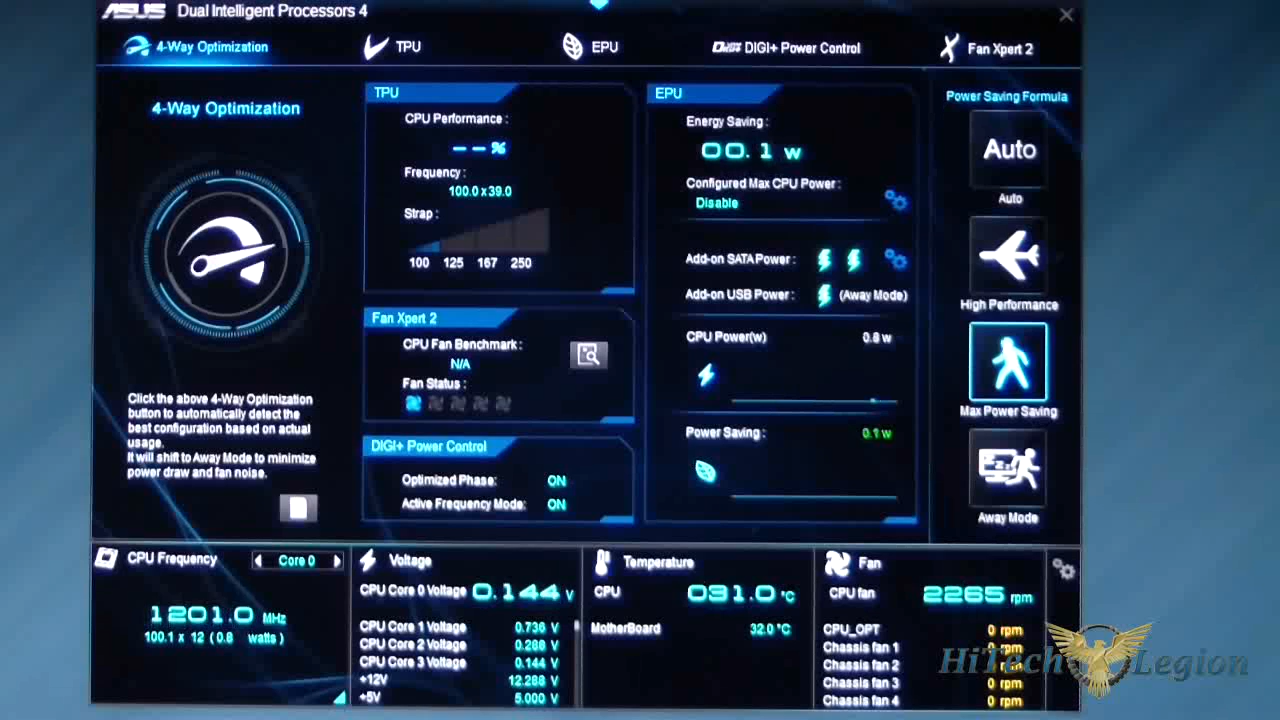 ASUS Dual Intelligent Processors 4
4-Way Optimization
TPU
EPU
DIGI+ Power Control
Fan Xpert 2
4-Way Optimization
Click the above 4-Way Optimization
button to automatically detect the
best configuration based on actual
usage.
It will shift to Away Mode to minimize
power draw and fan noise.
TPU
CPU Performance :
--%
Frequency :
100.0 x 39.0
Strap :
100 125 167 250
Fan Xpert 2
CPU Fan Benchmark :
N/A
Fan Status :
DIGI+ Power Control
Optimized Phase: ON
Active Frequency Mode: ON
EPU
Energy Saving :
00.1 w
Configured Max CPU Power :
Disable
Add-on SATA Power :
Add-on USB Power : (Away Mode)
CPU Power(w) 0.8 w
Power Saving : 0.1 w
Power Saving Formula
Auto
Auto
High Performance
Max Power Saving
Away Mode
CPU Frequency Core 0
1201.0 MHz
100.1 x 12 (0.8 watts )
Voltage
CPU Core 0 Voltage 0.144 V
CPU Core 1 Voltage 0.736 V
CPU Core 2 Voltage 0.288 V
CPU Core 3 Voltage 0.144 V
+12V 12.288 V
+5V 5.000 V
Temperature
CPU 031.0 °C
MotherBoard 32.0 °C
Fan
CPU fan 2265 rpm
CPU_OPT 0 rpm
Chassis fan 1 0 rpm
Chassis fan 2 0 rpm
Chassis fan 3 0 rpm
Chassis fan 4 0 rpm
HiTech Legion